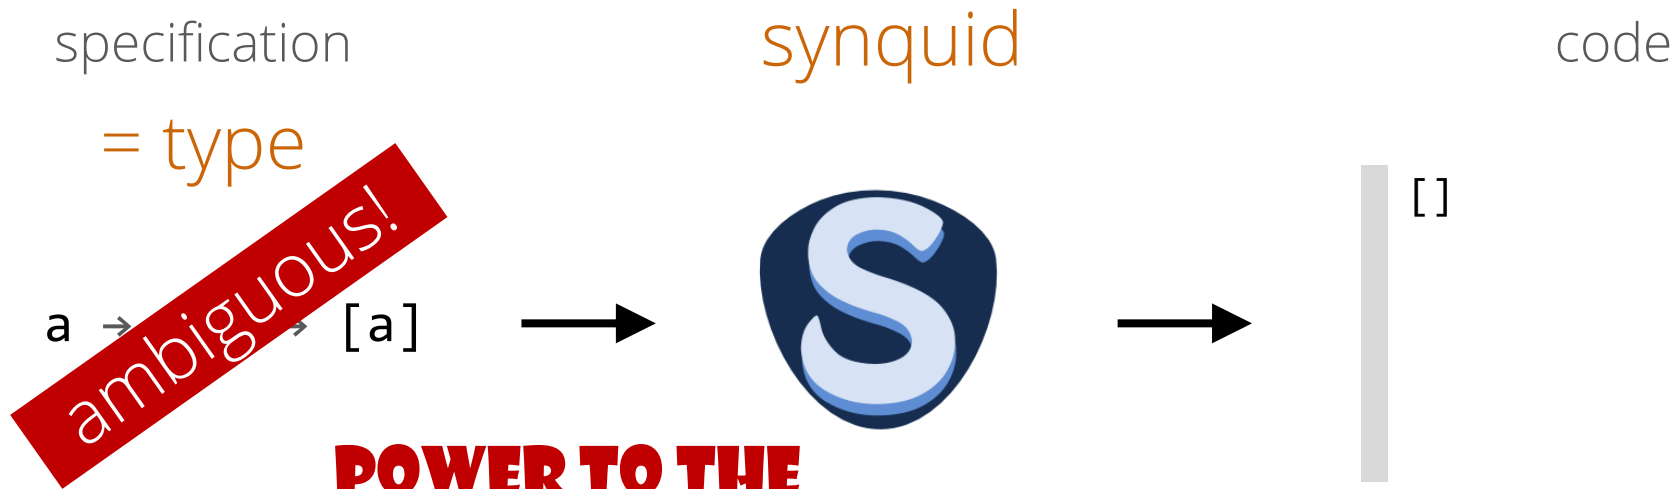 specification
synquid
code
= type
ambiguous!
[]
a → → [a]
S
POWER TO THE